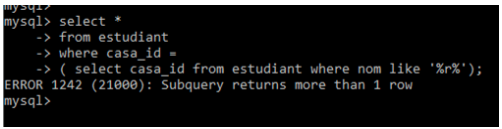 mysql>
mysql> select *
    -> from estudiant
    -> where casa_id =
    -> ( select casa_id from estudiant where nom like '%r%');
ERROR 1242 (21000): Subquery returns more than 1 row
mysql>